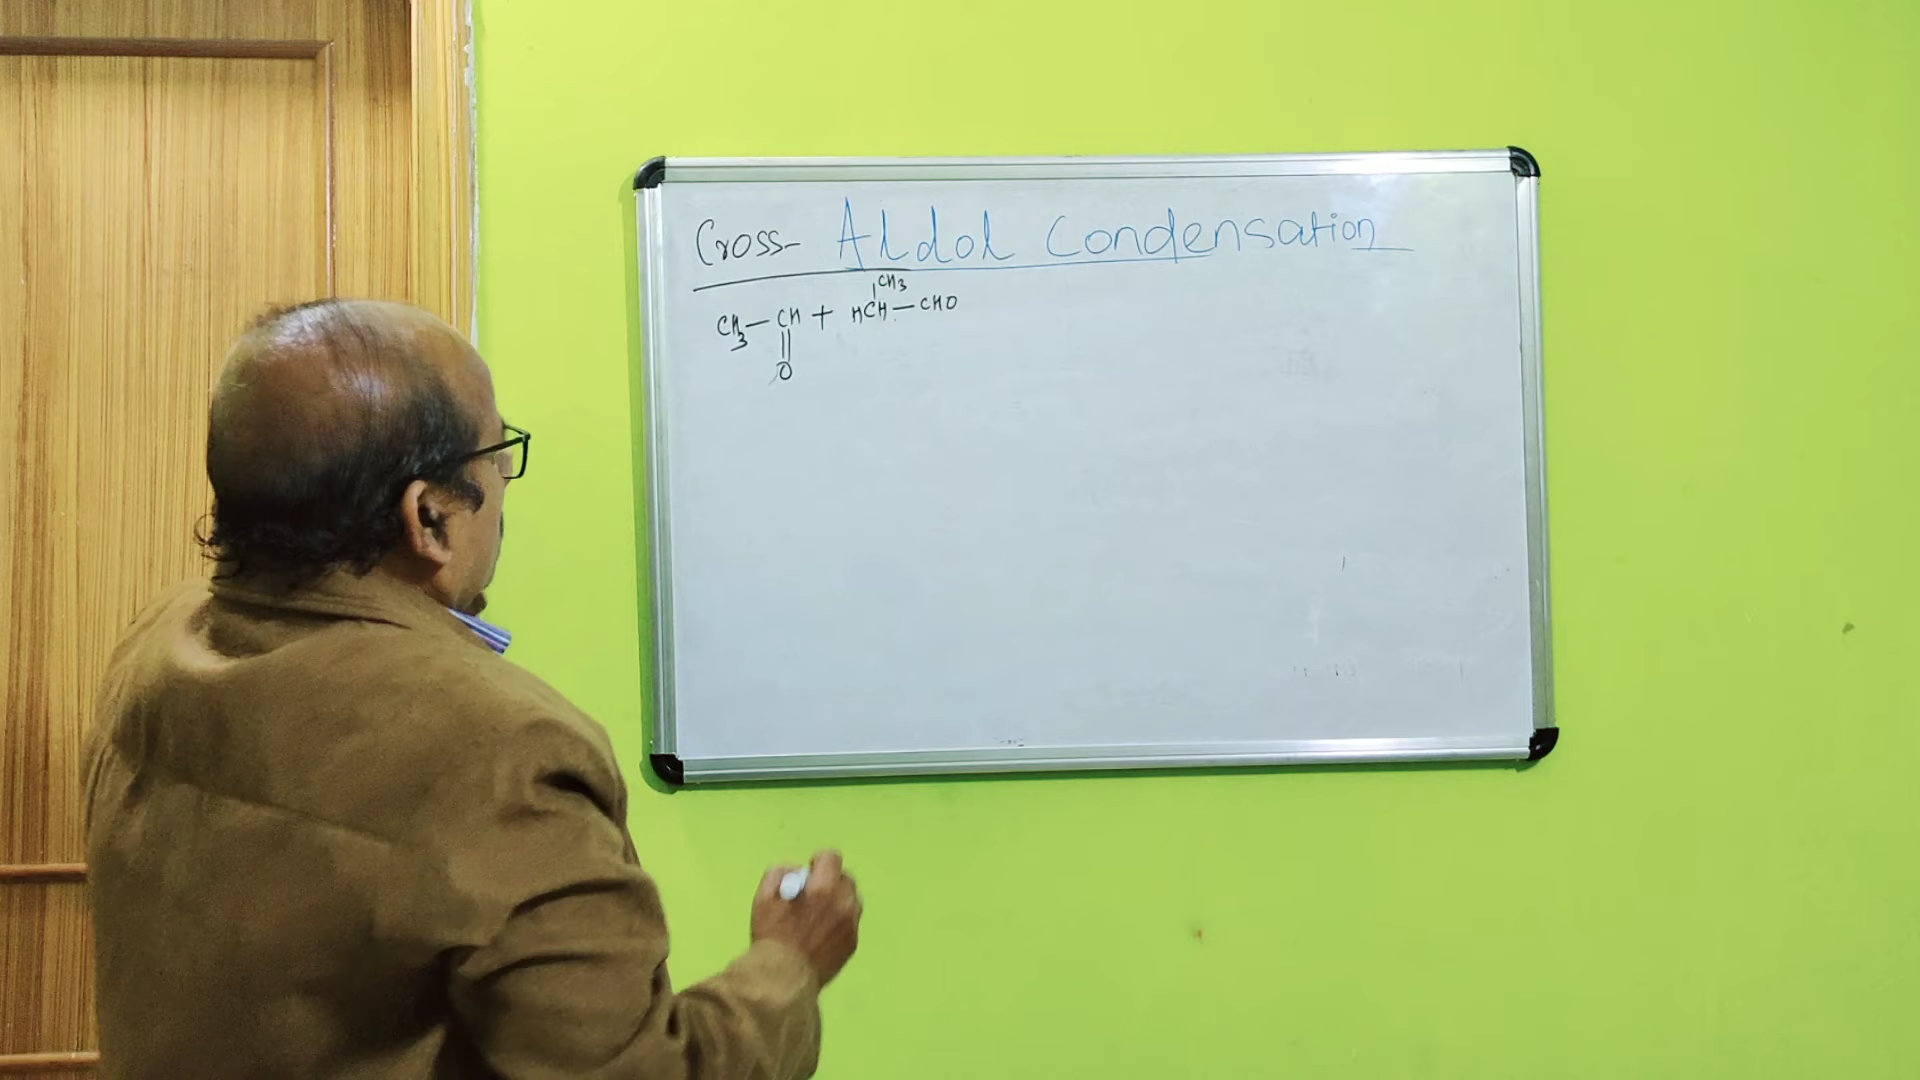 Cross- Aldol Condensation
CH3
CH3—CH + HCH—CHO
||
O